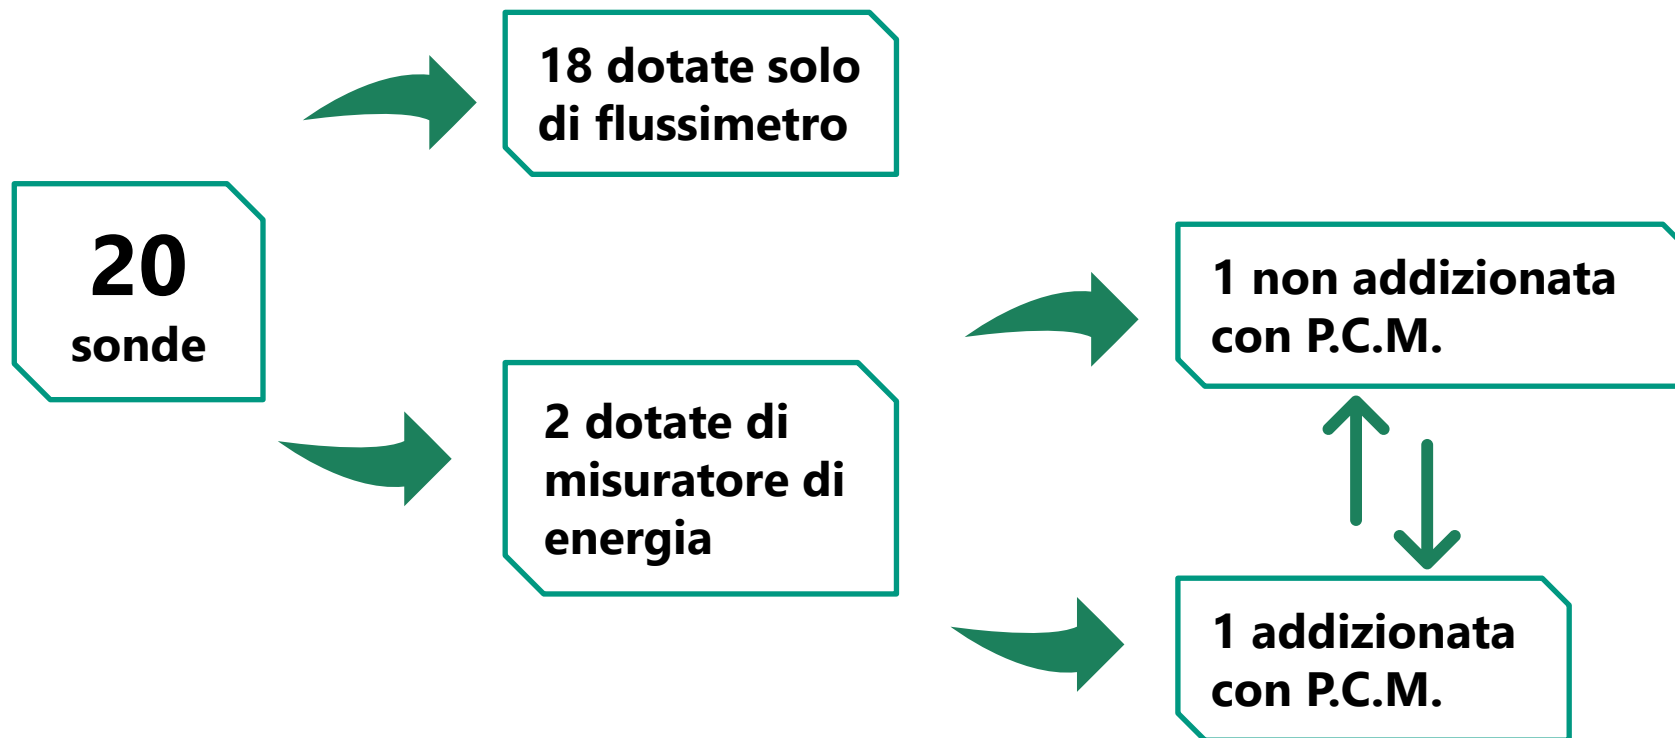 18 dotate solo
di flussimetro
20
sonde
2 dotate di
misuratore di
energia
1 non addizionata
con P.C.M.
1 addizionata
con P.C.M.